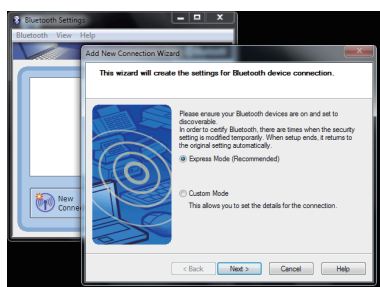 Bluetooth Settings
Bluetooth View Help
Add New Connection Wizard
This wizard will create the settings for Bluetooth device connection.
Please ensure your Bluetooth devices are on and set to
discoverable.
In order to certify Bluetooth, there are times when the security
setting is modified temporarily. When setup ends, it returns to
the original setting automatically.
Express Mode (Recommended)
Custom Mode
This allows you to set the details for the connection.
New
Connec
< Back Next > Cancel Help